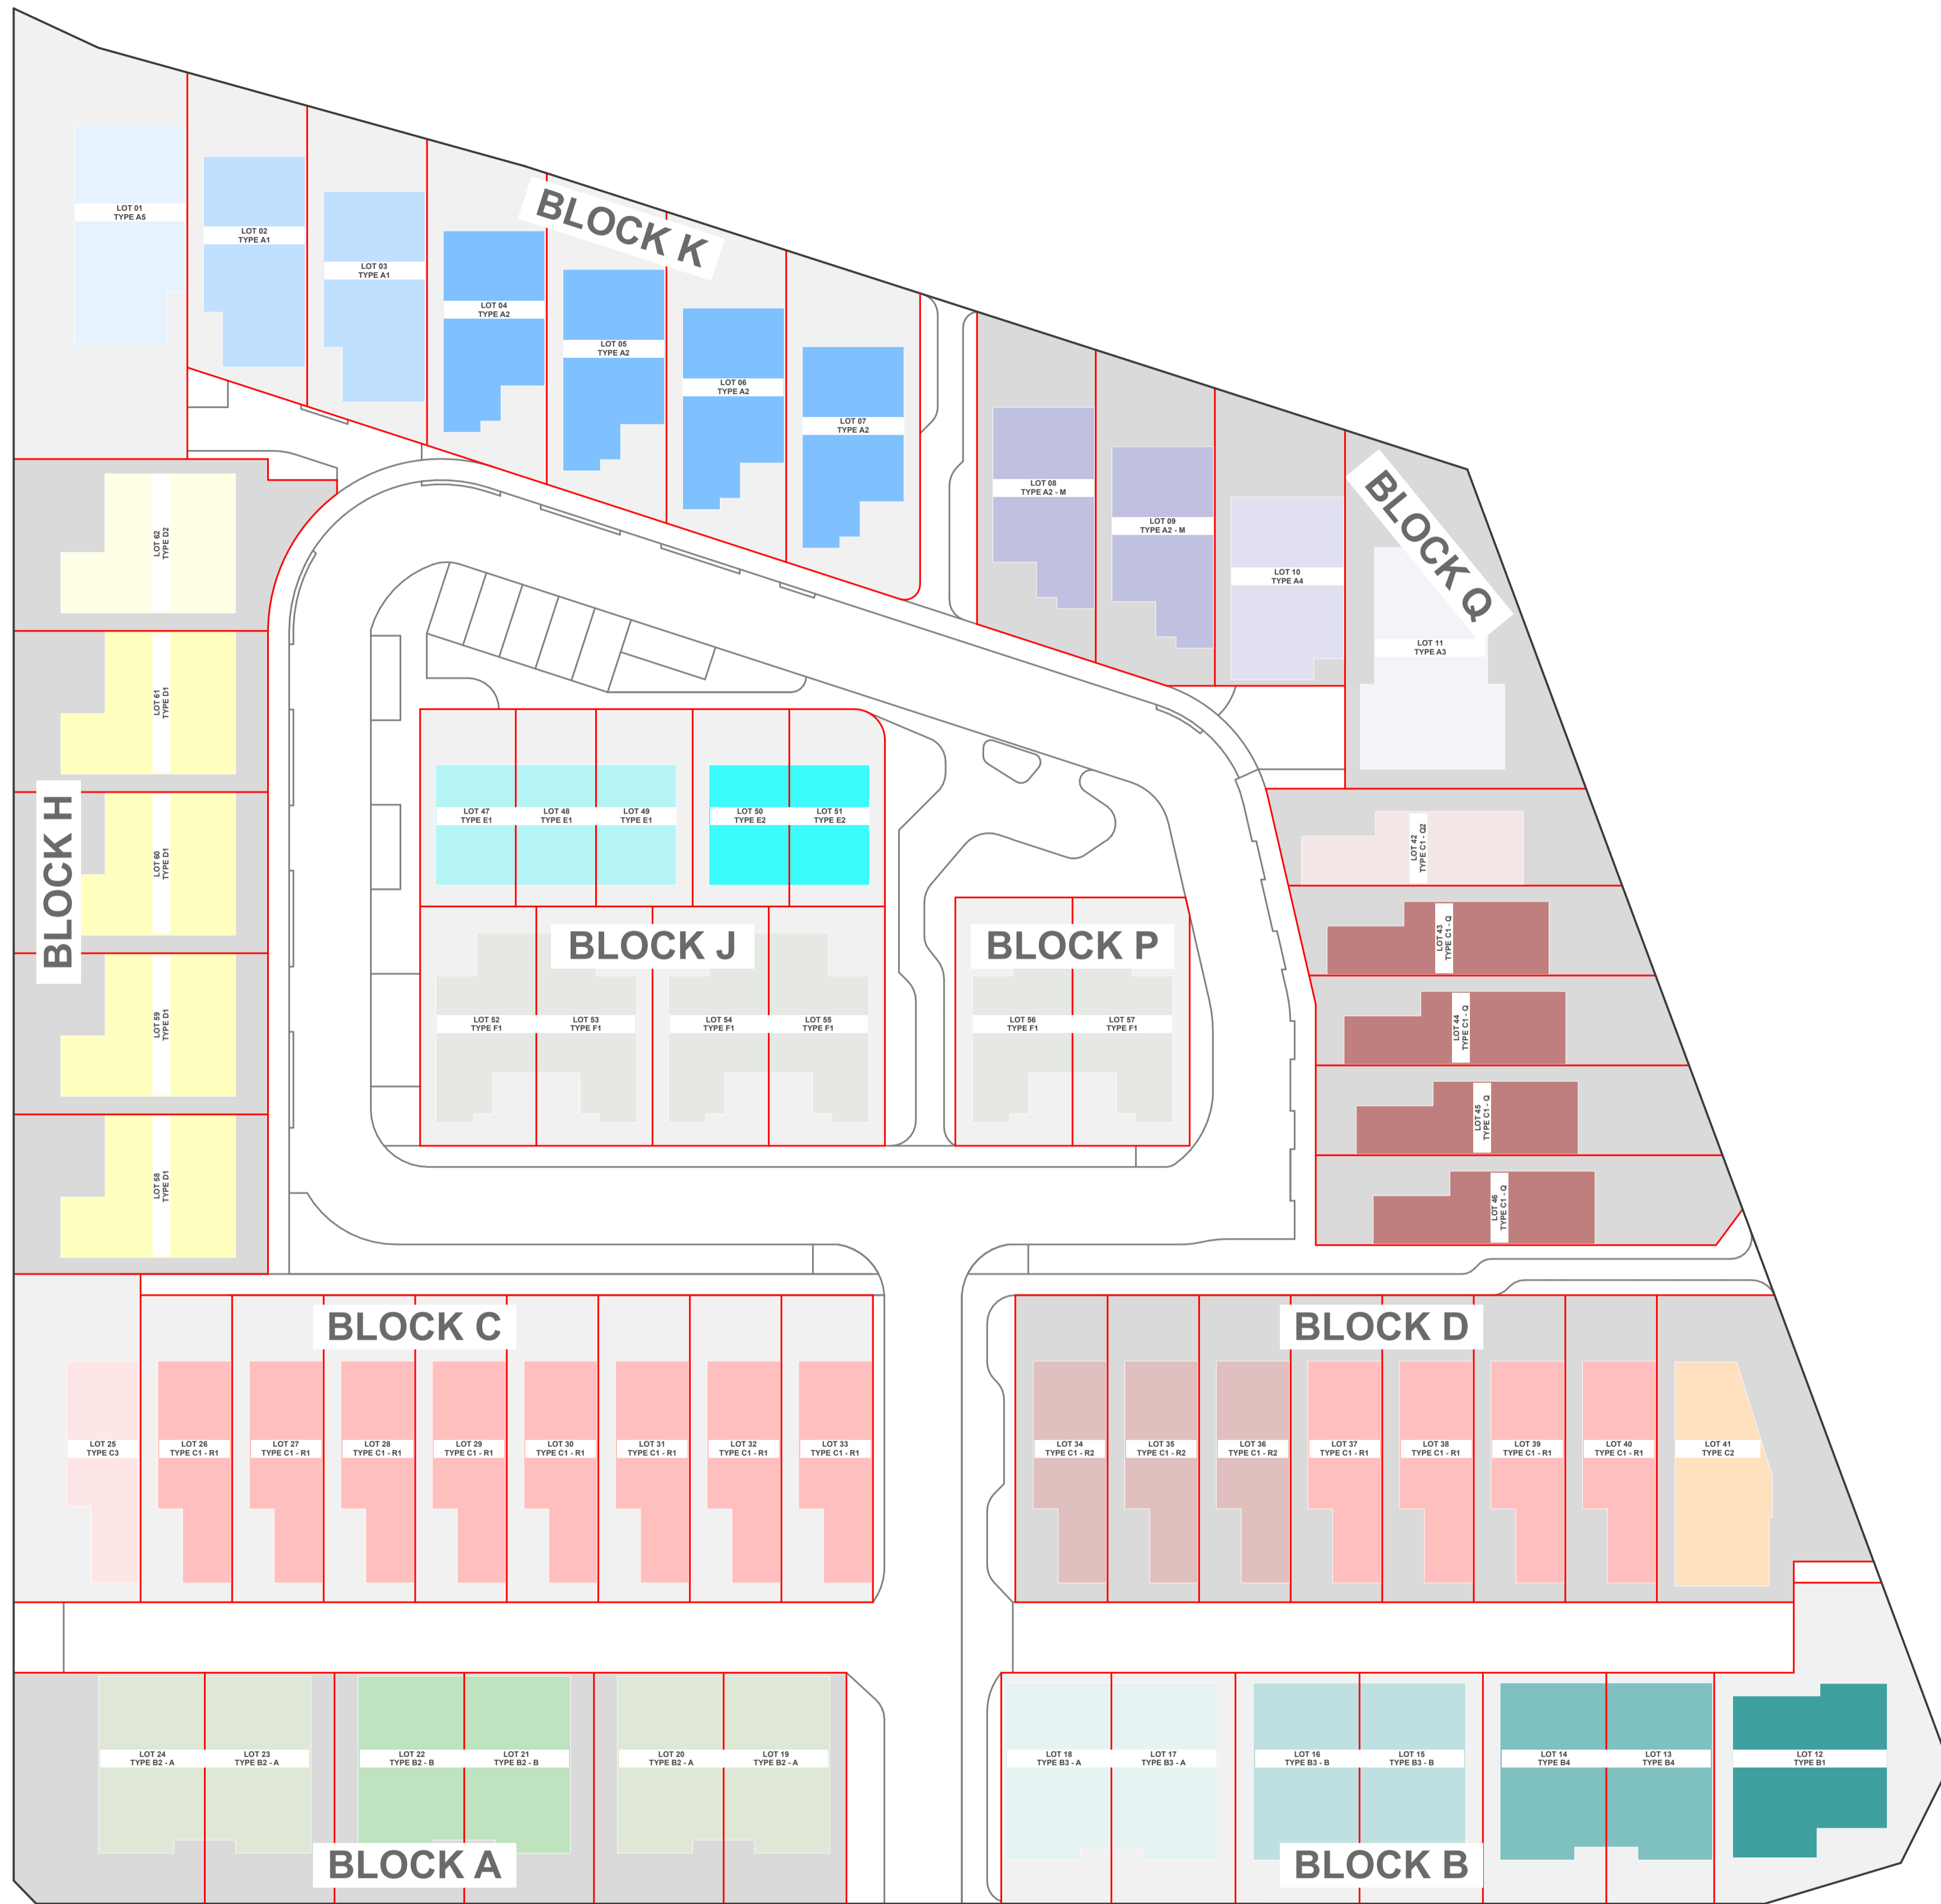 BLOCK K
LOT 01
TYPE A5
LOT 02
TYPE A1
LOT 03
TYPE A1
LOT 04
TYPE A2
LOT 05
TYPE A2
LOT 06
TYPE A2
LOT 07
TYPE A2
BLOCK Q
LOT 08
TYPE A2 - M
LOT 09
TYPE A2 - M
LOT 10
TYPE A4
LOT 11
TYPE A3
LOT 42
TYPE C1 - Q2
LOT 43
TYPE C1 - Q
LOT 44
TYPE C1 - Q
LOT 45
TYPE C1 - Q
LOT 46
TYPE C1 - Q
BLOCK H
LOT 62
TYPE D2
LOT 61
TYPE D1
LOT 60
TYPE D1
LOT 59
TYPE D1
LOT 58
TYPE D1
LOT 47
TYPE E1
LOT 48
TYPE E1
LOT 49
TYPE E1
LOT 50
TYPE E2
LOT 51
TYPE E2
BLOCK J
LOT 52
TYPE F1
LOT 53
TYPE F1
LOT 54
TYPE F1
LOT 55
TYPE F1
BLOCK P
LOT 56
TYPE F1
LOT 57
TYPE F1
BLOCK C
LOT 25
TYPE C3
LOT 26
TYPE C1 - R1
LOT 27
TYPE C1 - R1
LOT 28
TYPE C1 - R1
LOT 29
TYPE C1 - R1
LOT 30
TYPE C1 - R1
LOT 31
TYPE C1 - R1
LOT 32
TYPE C1 - R1
LOT 33
TYPE C1 - R1
BLOCK D
LOT 34
TYPE C1 - R2
LOT 35
TYPE C1 - R2
LOT 36
TYPE C1 - R2
LOT 37
TYPE C1 - R1
LOT 38
TYPE C1 - R1
LOT 39
TYPE C1 - R1
LOT 40
TYPE C1 - R1
LOT 41
TYPE C2
LOT 24
TYPE B2 - A
LOT 23
TYPE B2 - A
LOT 22
TYPE B2 - B
LOT 21
TYPE B2 - B
LOT 20
TYPE B2 - A
LOT 19
TYPE B2 - A
BLOCK A
LOT 18
TYPE B3 - A
LOT 17
TYPE B3 - A
LOT 16
TYPE B3 - B
LOT 15
TYPE B3 - B
LOT 14
TYPE B4
LOT 13
TYPE B4
LOT 12
TYPE B1
BLOCK B